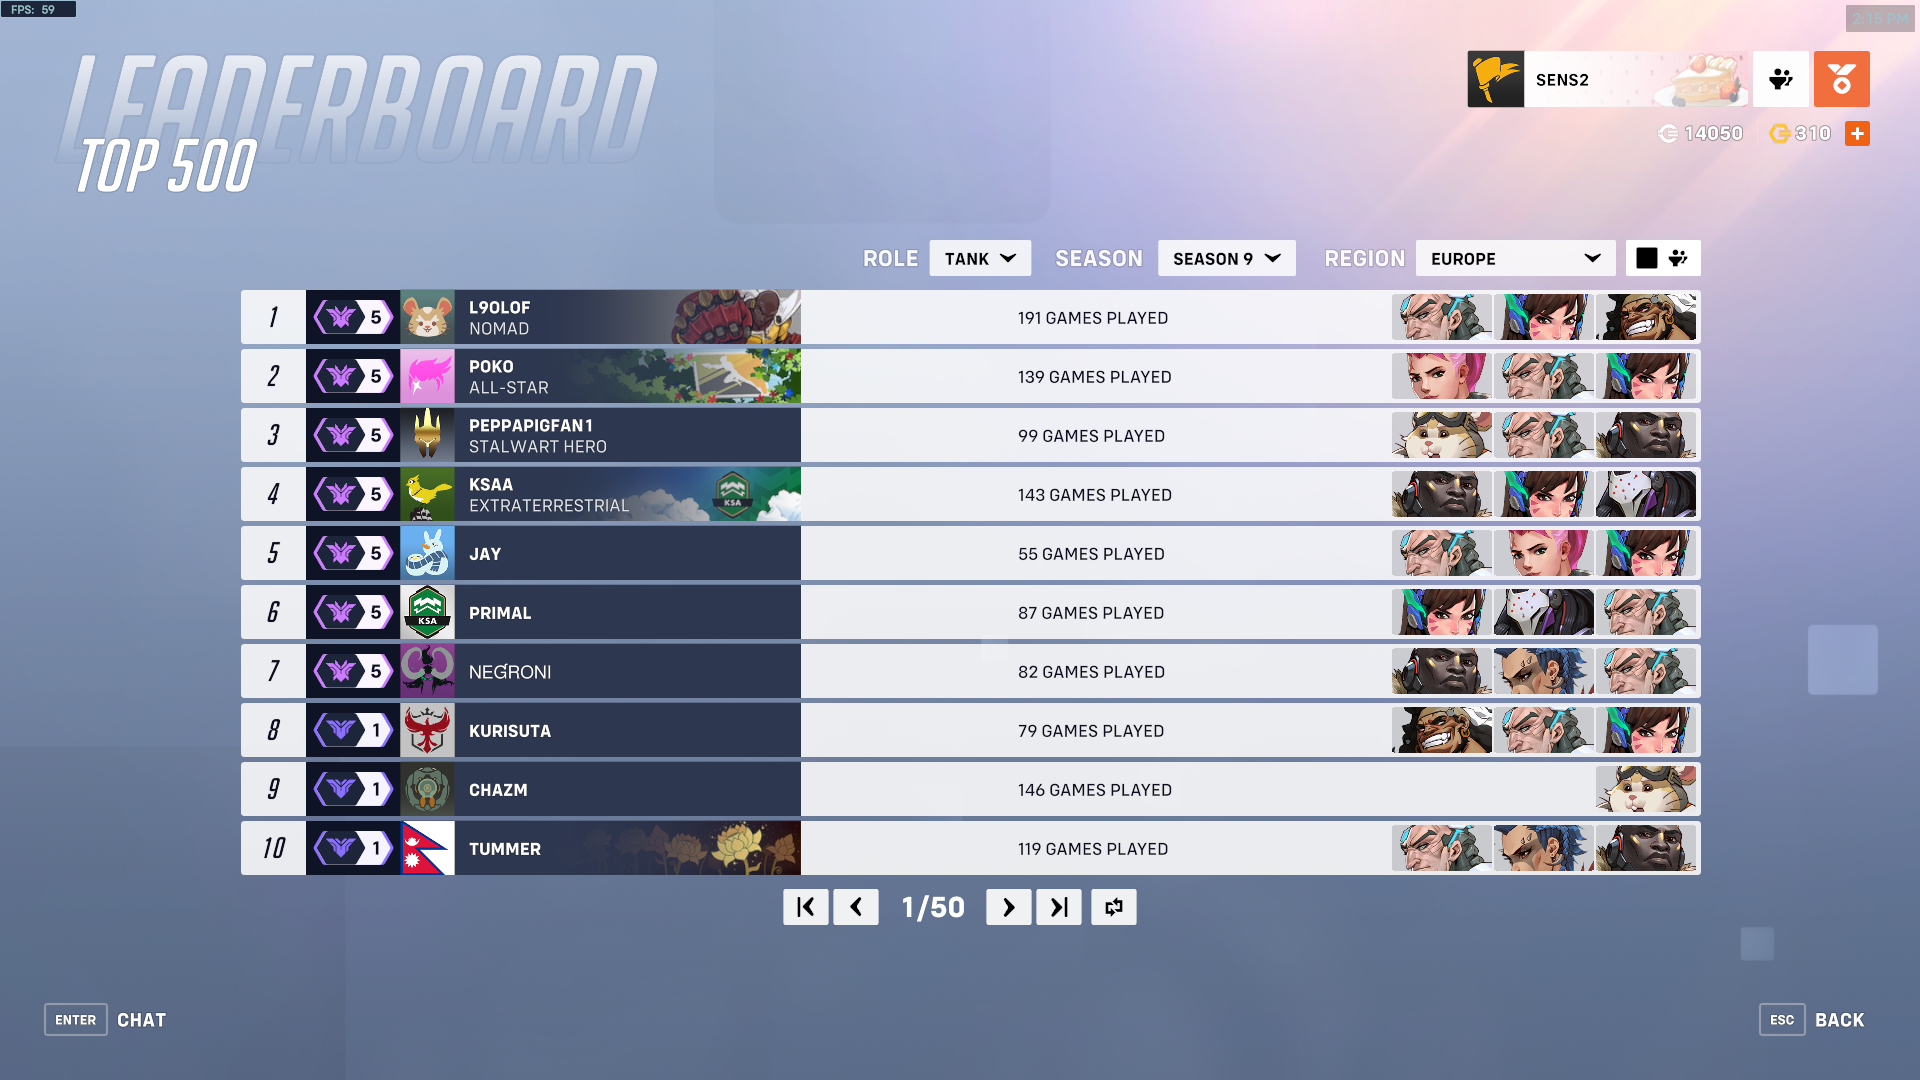 FPS: 59
2:15 PM
LEADERBOARD
TOP 500
SENS2
14050 310
ROLE TANK SEASON SEASON 9 REGION EUROPE
1 5 L9OLOF NOMAD 191 GAMES PLAYED
2 5 POKO ALL-STAR 139 GAMES PLAYED
3 5 PEPPAPIGFAN1 STALWART HERO 99 GAMES PLAYED
4 5 KSAA EXTRATERRESTRIAL KSA 143 GAMES PLAYED
5 5 JAY 55 GAMES PLAYED
6 5 KSA PRIMAL 87 GAMES PLAYED
7 5 NEGRONI 82 GAMES PLAYED
8 1 KURISUTA 79 GAMES PLAYED
9 1 CHAZM 146 GAMES PLAYED
10 1 TUMMER 119 GAMES PLAYED
1/50
ENTER CHAT
ESC BACK